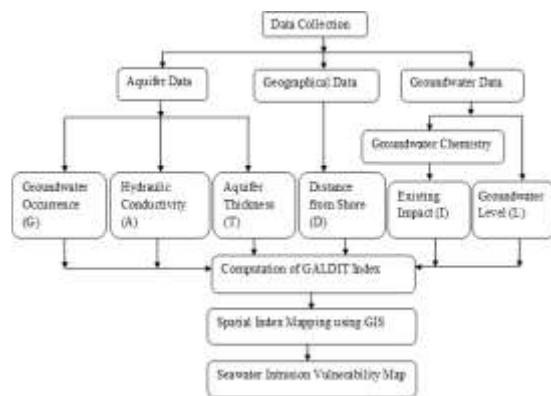 Data Collection
Aquifer Data
Geographical Data
Groundwater Data
Groundwater Chemistry
Groundwater
Occurrence
(G)
Hydraulic
Conductivity
(A)
Aquifer
Thickness
(T)
Distance
from Shore
(D)
Existing
Impact (I)
Groundwater
Level (L)
Computation of GALDIT Index
Spatial Index Mapping using GIS
Seawater Intrusion Vulnerability Map